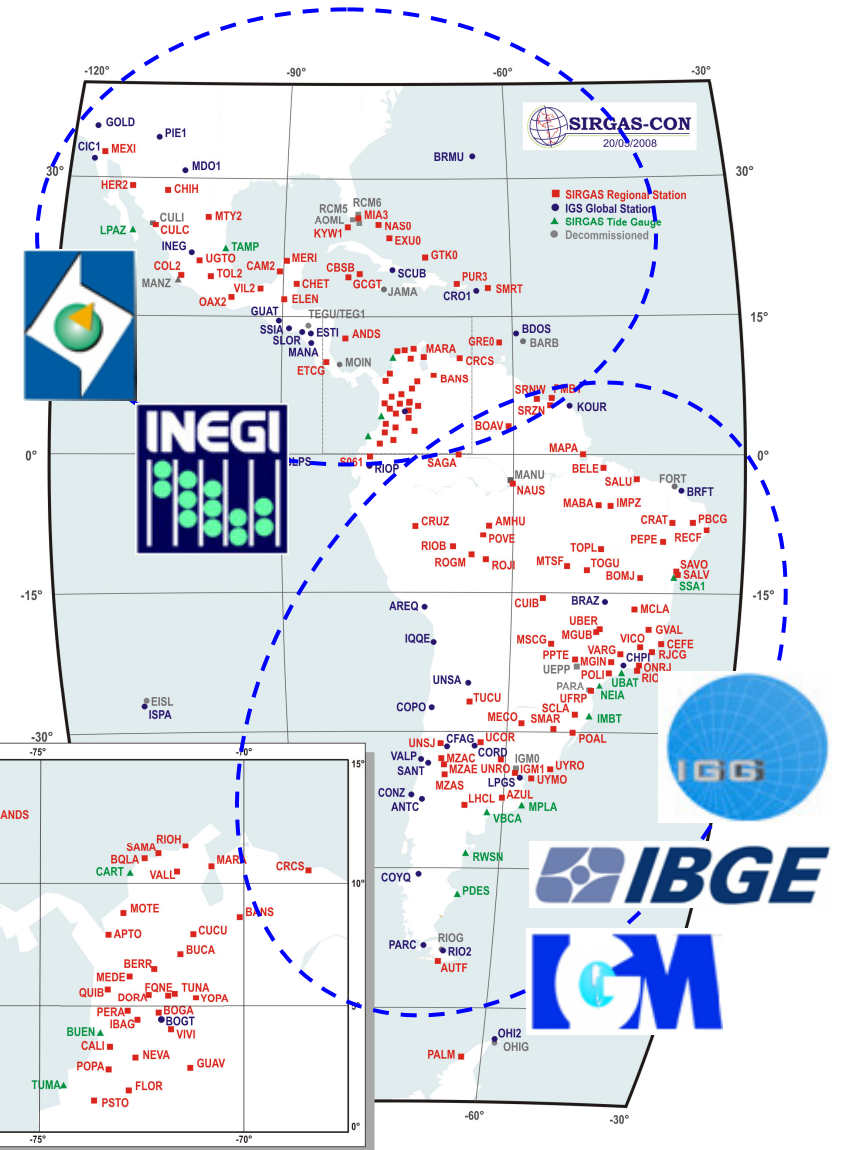 -120°
-90°
-60°
-30°
GOLD
PIE1
CIC1
MEXI
MDO1
BRMU
SIRGAS-CON
20/05/2008
30°
30°
HER2
CHIH
SIRGAS Regional Station
IGS Global Station
SIRGAS Tide Gauge
Decommissioned
RCM5
RCM6
AOML
MIA3
KYW1
NAS0
EXU0
CULI
CULC
MTY2
LPAZ
INEG
TAMP
UGTO
MERI
GTK0
COL2
TOL2
CAM2
CBSB
SCUB
MANZ
VIL2
CHET
GCGT
JAMA
PUR3
CRO1
SMRT
OAX2
ELEN
15°
GUAT
TEGU/TEG1
SSIA
ESTI
SLOR
MANA
ANDS
BDOS
GRE0
BARB
MARA
CRCS
ETCG
MOIN
BANS
SRNW
SRZN
KOUR
BOAV
INEGI
0°
S061
RIOP
SAGA
MAPA
0°
BELE
MANU
NAUS
SALU
FORT
BRFT
MABA
IMPZ
CRUZ
AMHU
POVE
CRAT
PBCG
RECF
PEPE
RIOB
ROGM
ROJI
TOPL
MTSF
TOGU
BOMJ
SAVO
SALV
SSA1
-15°
-15°
AREQ
CUIB
BRAZ
MCLA
IQQE
UBER
MGUB
GVAL
MSCG
VICO
CEFE
VARG
RJCG
PPTE
MGIN
CHPI
UEPP
ONRJ
POLI
RIO
UNSA
UBAT
PARA
NEIA
TUCU
UFRP
EISL
ISPA
COPO
SCLA
MECO
SMAR
IMBT
POAL
-30°
UNSJ
CFAG
UCOR
VALP
MZAC
CORD
SANT
MZAE
UNRO
IGM0
IGM1
UYRO
LPGS
UYMO
MZAS
CONZ
ANTC
LHCL
AZUL
MPLA
VBCA
IGG
RWSN
COYQ
PDES
IBGE
PARC
RIOG
RIO2
AUTF
IGM
OHI2
OHIG
PALM
-60°
-30°
-75°
-70°
15°
ANDS
RIOH
SAMA
BQLA
MARA
CART
VALL
CRCS
10°
MOTE
BANS
APTO
CUCU
BUCA
BERR
MEDE
QUIB
DORA
EQNE
TUNA
YOPA
PERA
BOGA
IBAG
BOGT
BUEN
VIVI
CALI
NEVA
POPA
GUAV
TUMA
FLOR
PSTO
0°
-75°
-70°